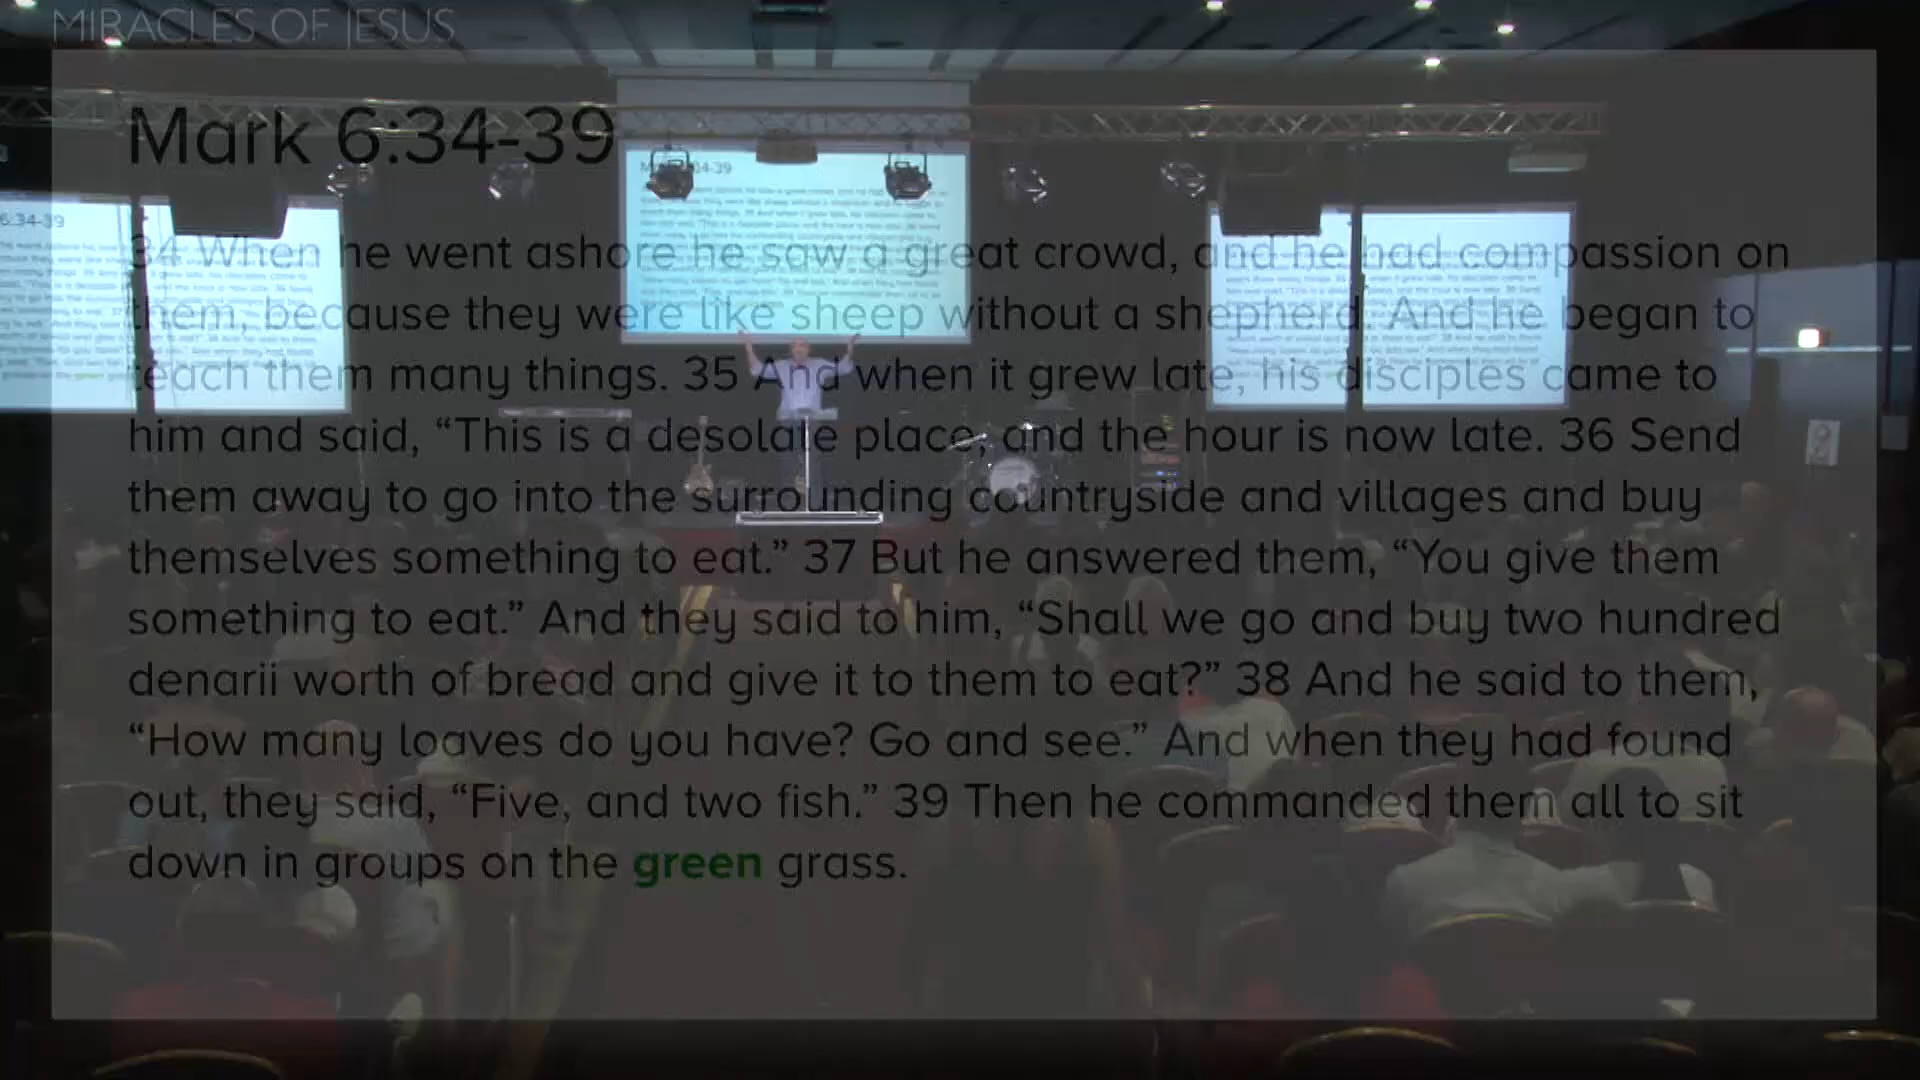 MIRACLES OF JESUS
Mark 6:34-39
34 When he went ashore he saw a great crowd, and he had compassion on
them, because they were like sheep without a shepherd. And he began to
teach them many things. 35 And when it grew late, his disciples came to
him and said, “This is a desolate place, and the hour is now late. 36 Send
them away to go into the surrounding countryside and villages and buy
themselves something to eat.” 37 But he answered them, “You give them
something to eat.” And they said to him, “Shall we go and buy two hundred
denarii worth of bread and give it to them to eat?” 38 And he said to them,
“How many loaves do you have? Go and see.” And when they had found
out, they said, “Five, and two fish.” 39 Then he commanded them all to sit
down in groups on the green grass.
6:34-39